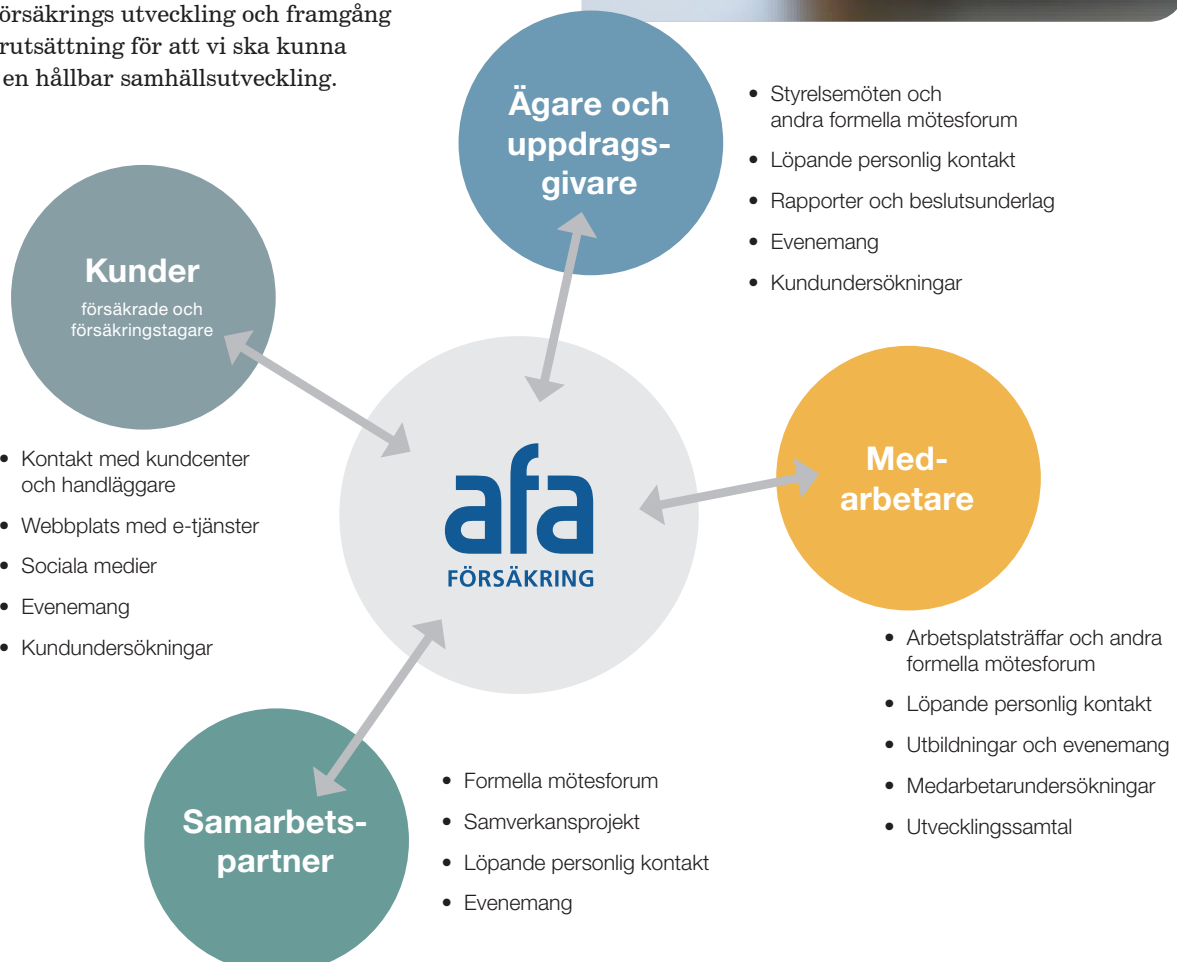 örsäkrings utveckling och framgång
rutsättning för att vi ska kunna
en hållbar samhällsutveckling.
Ägare och
uppdrags-
givare
• Styrelsemöten och
andra formella mötesforum
• Löpande personlig kontakt
• Rapporter och beslutsunderlag
• Evenemang
• Kundundersökningar
Kunder
försäkrade och
försäkringstagare
• Kontakt med kundcenter
och handläggare
• Webbplats med e-tjänster
• Sociala medier
• Evenemang
• Kundundersökningar
afa
FÖRSÄKRING
Med-
arbetare
• Arbetsplatsträffar och andra
formella mötesforum
• Löpande personlig kontakt
• Utbildningar och evenemang
• Medarbetarundersökningar
• Utvecklingssamtal
Samarbets-
partner
• Formella mötesforum
• Samverkansprojekt
• Löpande personlig kontakt
• Evenemang